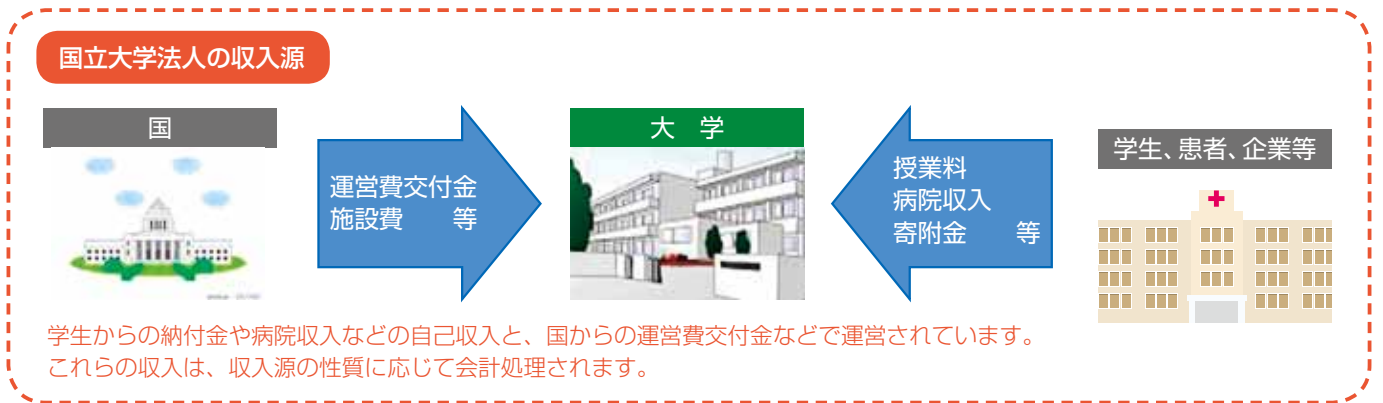 国立大学法人の収入源
国
運営費交付金
施設費　　等
大　学
授業料
病院収入
寄附金　　等
学生、患者、企業等
学生からの納付金や病院収入などの自己収入と、国からの運営費交付金などで運営されています。
これらの収入は、収入源の性質に応じて会計処理されます。